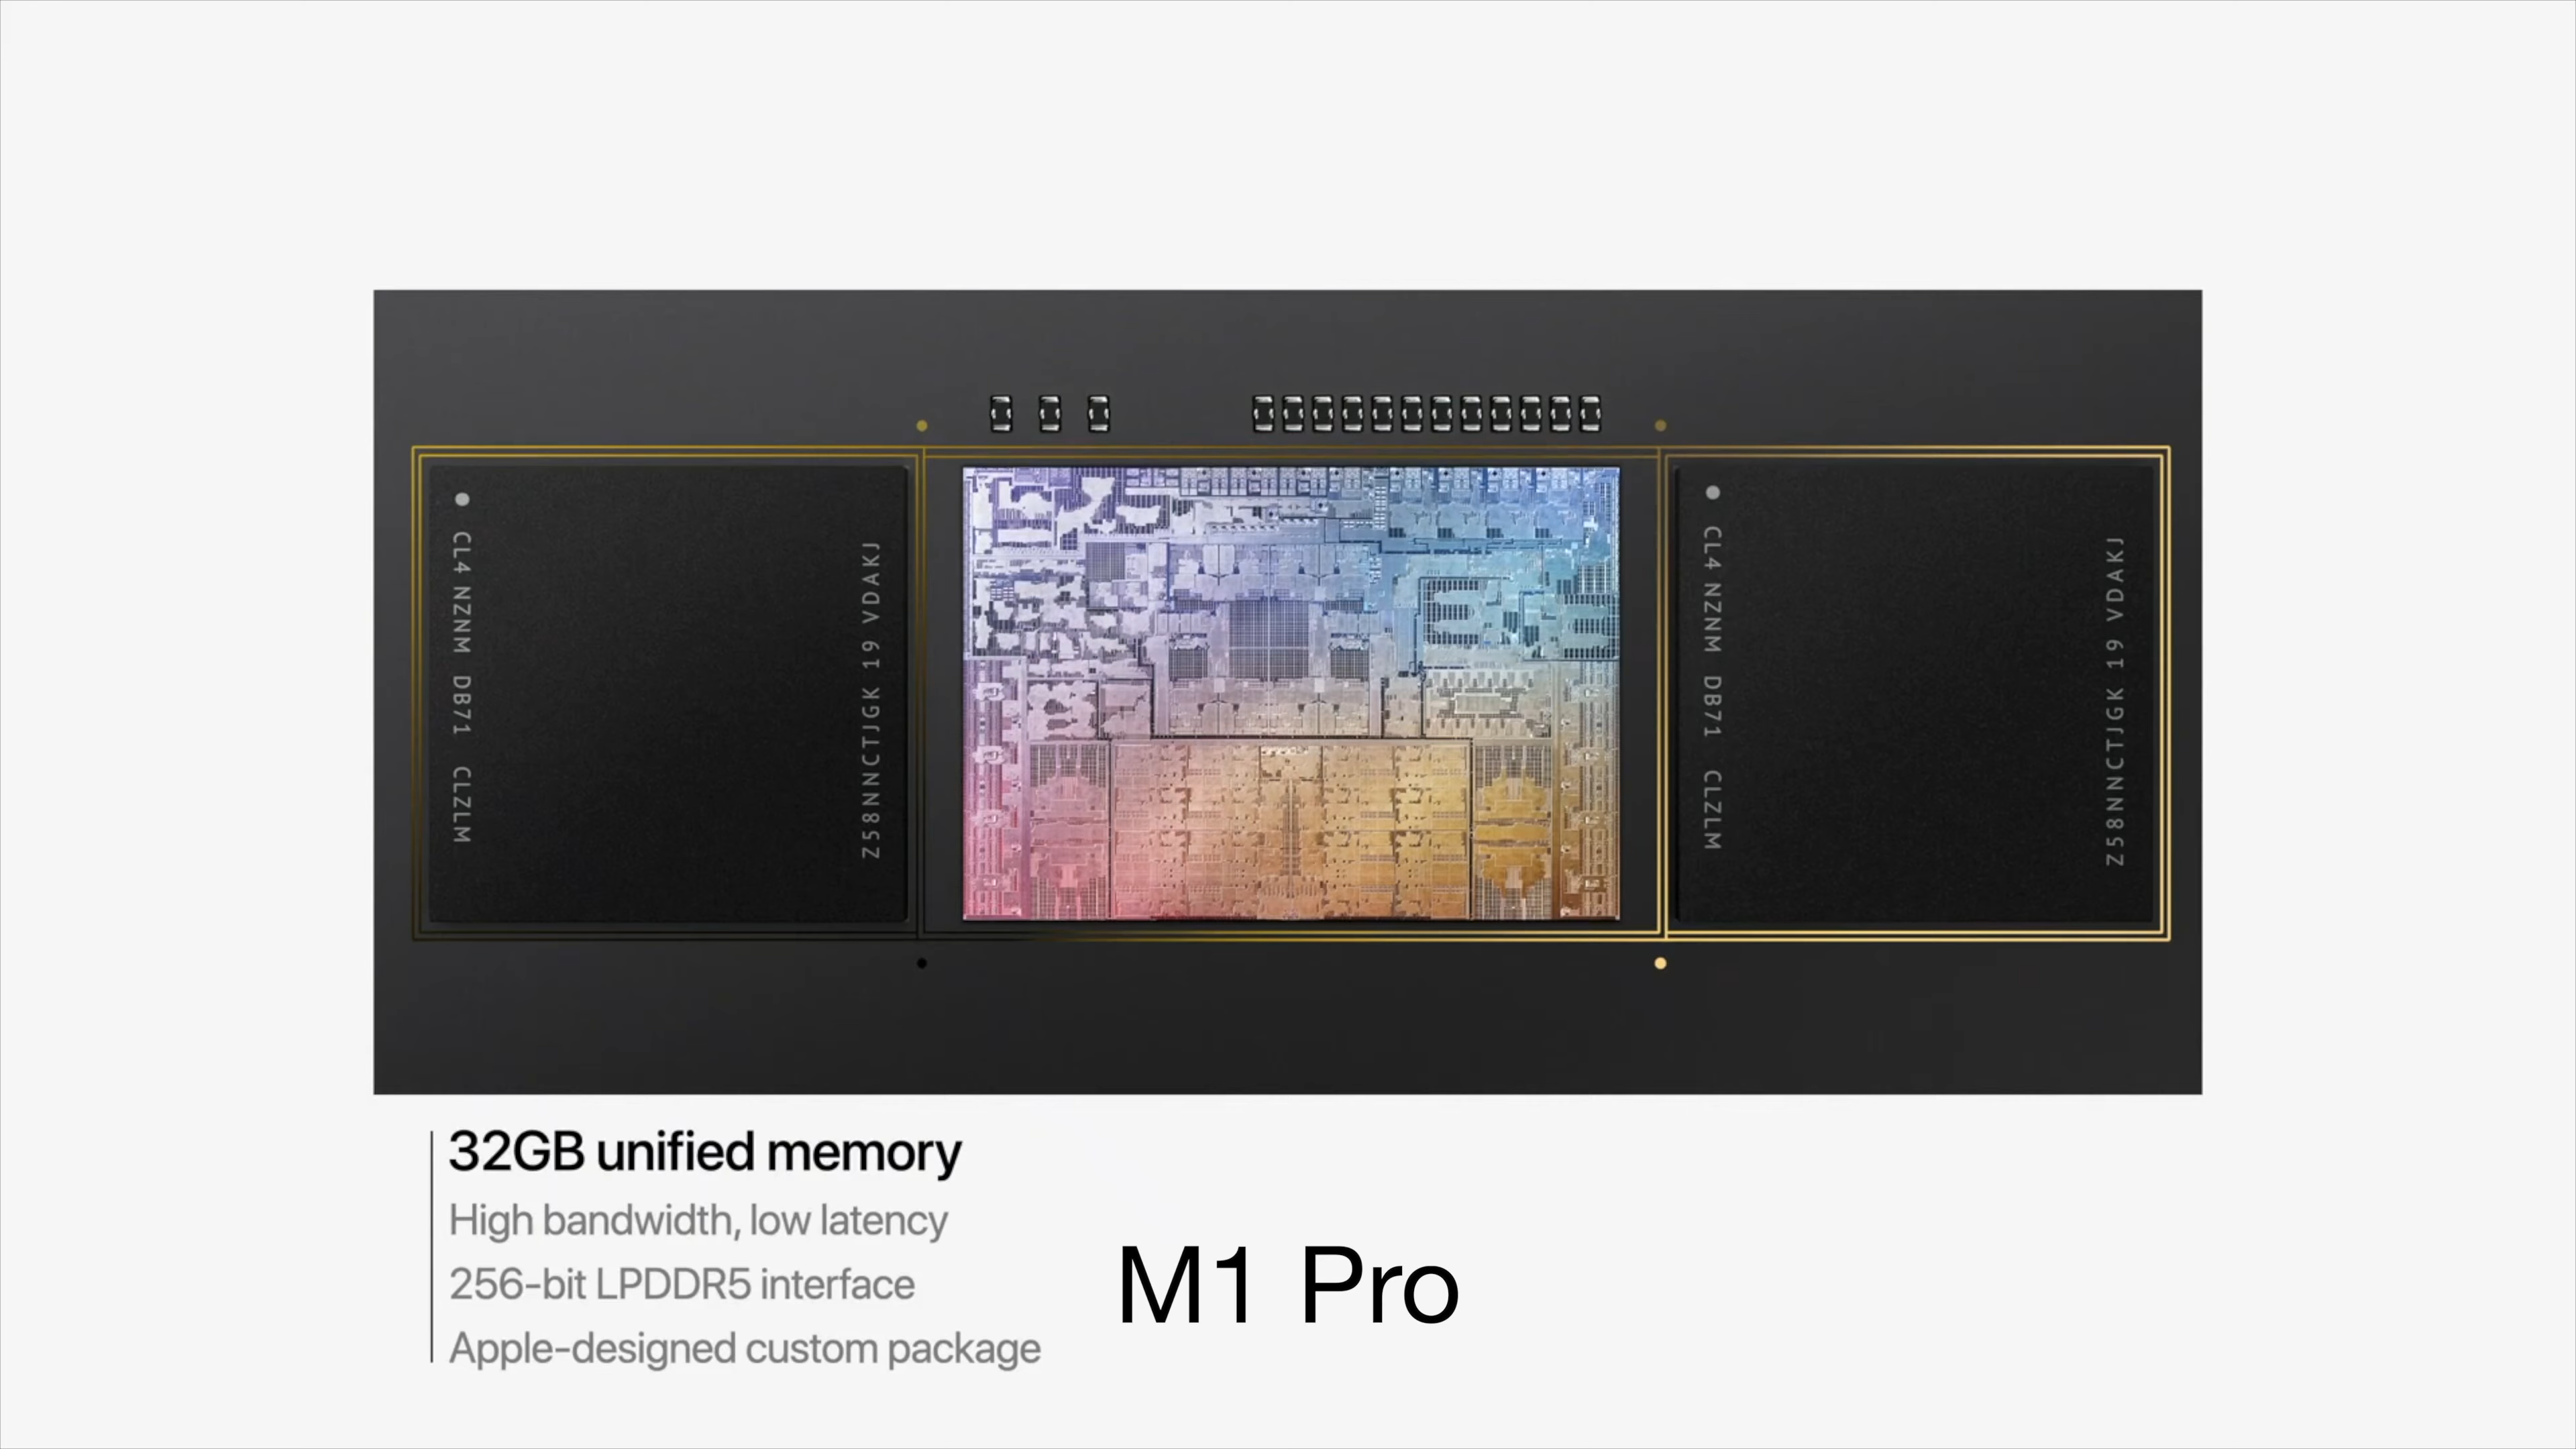 CL4 NZNM DB71 CLZLM
Z58NNCTJGK 19 VDAKJ
CL4 NZNM DB71 CLZLM
Z58NNCTJGK 19 VDAKJ
32GB unified memory
High bandwidth, low latency
256-bit LPDDR5 interface
Apple-designed custom package
M1 Pro